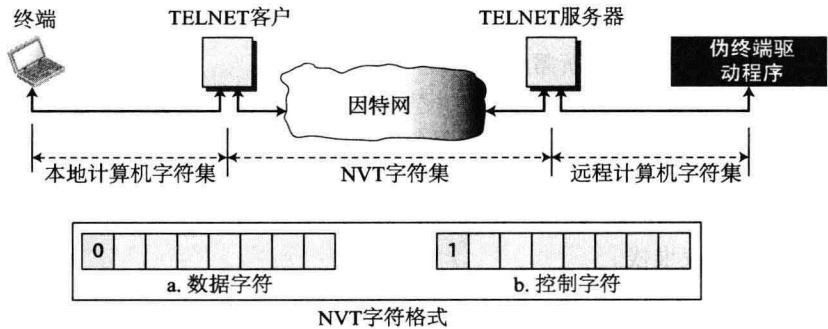 终端
TELNET客户
TELNET服务器
伪终端驱
动程序
因特网
本地计算机字符集
NVT字符集
远程计算机字符集
0
1
a. 数据字符
b. 控制字符
NVT字符格式